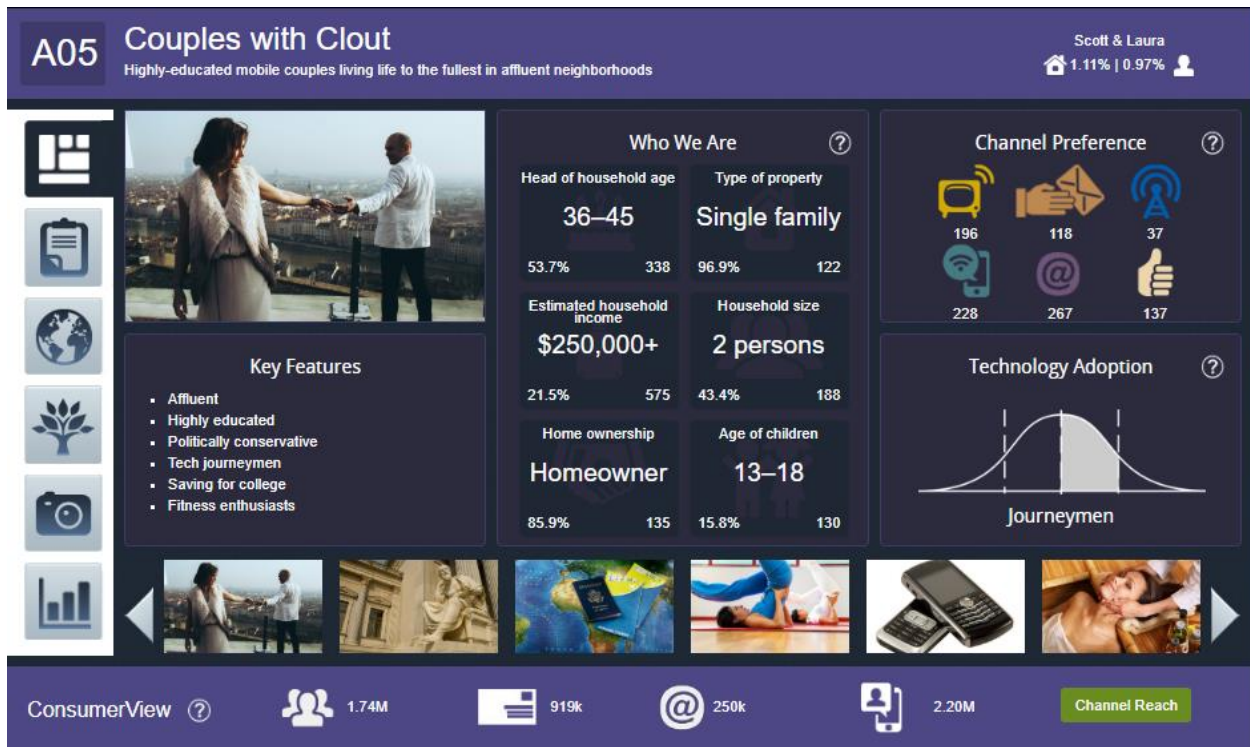 A05
Couples with Clout
Highly-educated mobile couples living life to the fullest in affluent neighborhoods
Scott & Laura
1.11% | 0.97%
Who We Are
?
Head of household age
36–45
53.7% 338
Type of property
Single family
96.9% 122
Estimated household
income
$250,000+
21.5% 575
Household size
2 persons
43.4% 188
Home ownership
Homeowner
85.9% 135
Age of children
13–18
15.8% 130
Channel Preference
?
196 118 37
@
228 267 137
Key Features
Affluent
Highly educated
Politically conservative
Tech journeymen
Saving for college
Fitness enthusiasts
Technology Adoption
?
Journeymen
ConsumerView ?
1.74M
919k
@ 250k
2.20M
Channel Reach